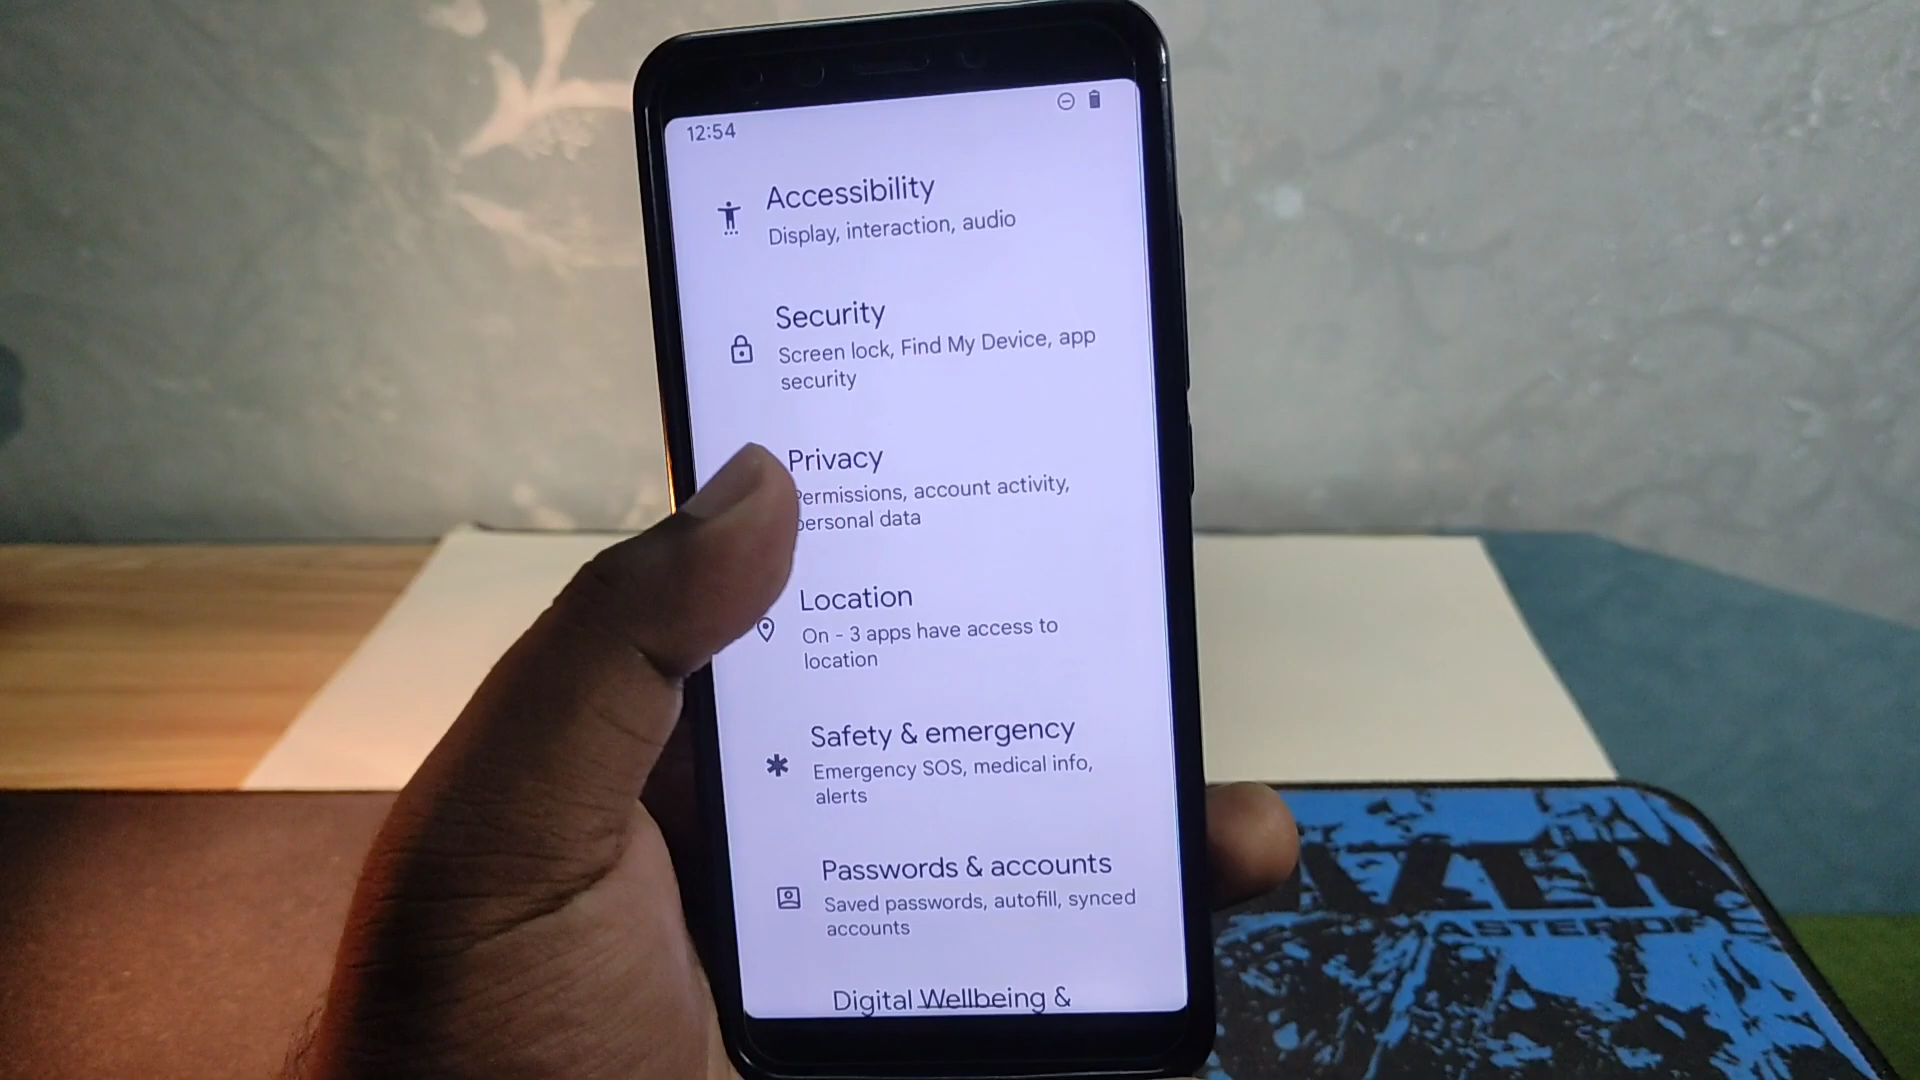 12:54
Accessibility
Display, interaction, audio
Security
Screen lock, Find My Device, app
security
Privacy
Permissions, account activity,
personal data
Location
On - 3 apps have access to
location
Safety & emergency
Emergency SOS, medical info,
alerts
Passwords & accounts
Saved passwords, autofill, synced
accounts
Digital Wellbeing &